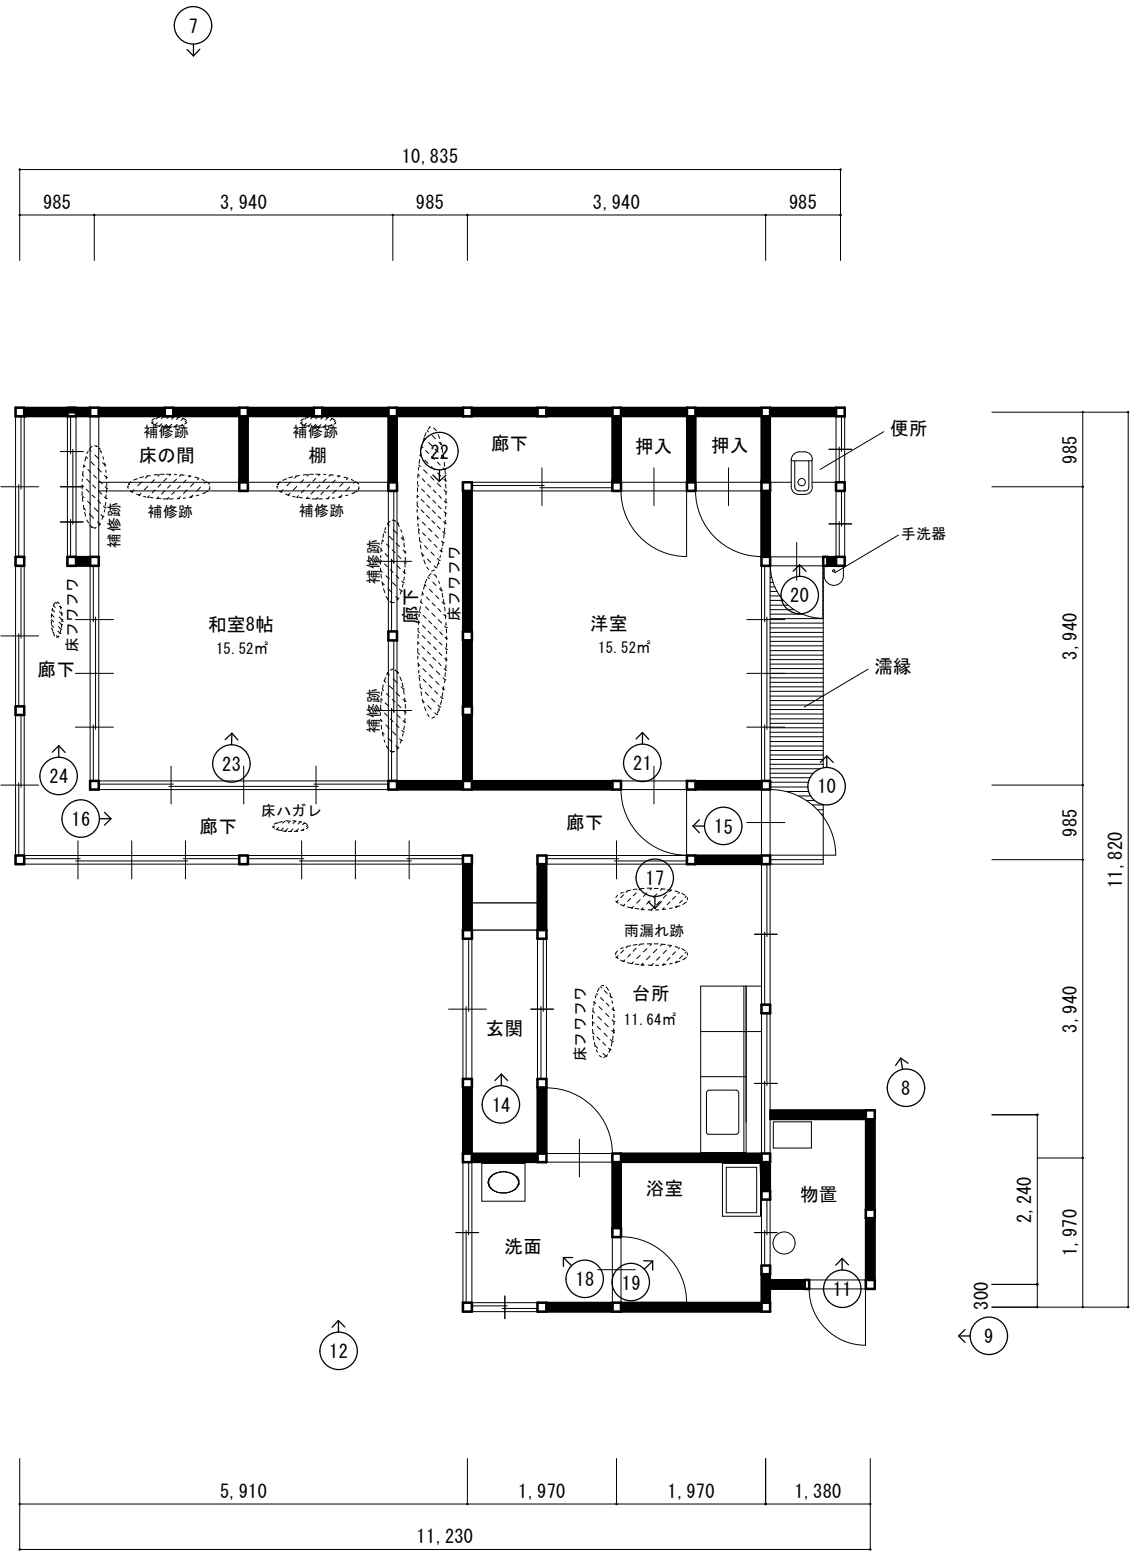 7
10,835
985
3,940
985
3,940
985
補修跡
床の間
補修跡
補修跡
棚
補修跡
補修跡
22
廊下
押入
押入
便所
手洗器
20
濡縁
床フワフワ
廊下
和室8帖
15.52㎡
補修跡
補修跡
廊下
床フワフワ
洋室
15.52㎡
24
23
21
10
16
廊下
床ハガレ
廊下
15
17
雨漏れ跡
床フワフワ
台所
11.64㎡
玄関
14
8
浴室
物置
洗面
18
19
11
12
9
985
3,940
985
3,940
1,970
2,240
300
11,820
5,910
1,970
1,970
1,380
11,230